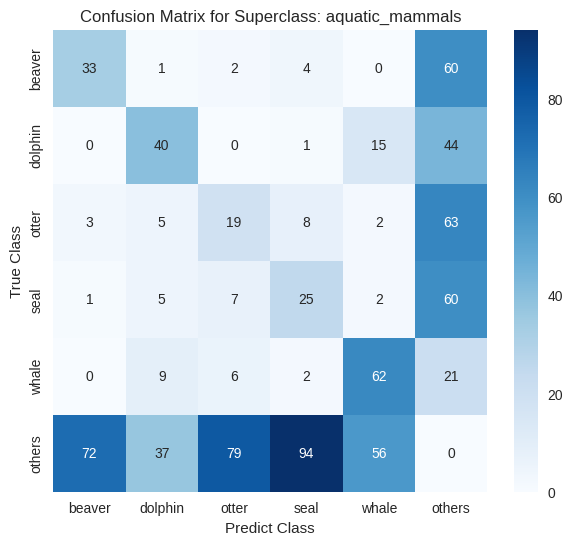 Confusion Matrix for Superclass: aquatic_mammals
True Class
beaver 33 1 2 4 0 60
dolphin 0 40 0 1 15 44
otter 3 5 19 8 2 63
seal 1 5 7 25 2 60
whale 0 9 6 2 62 21
others 72 37 79 94 56 0
beaver dolphin otter seal whale others
Predict Class
80
60
40
20
0